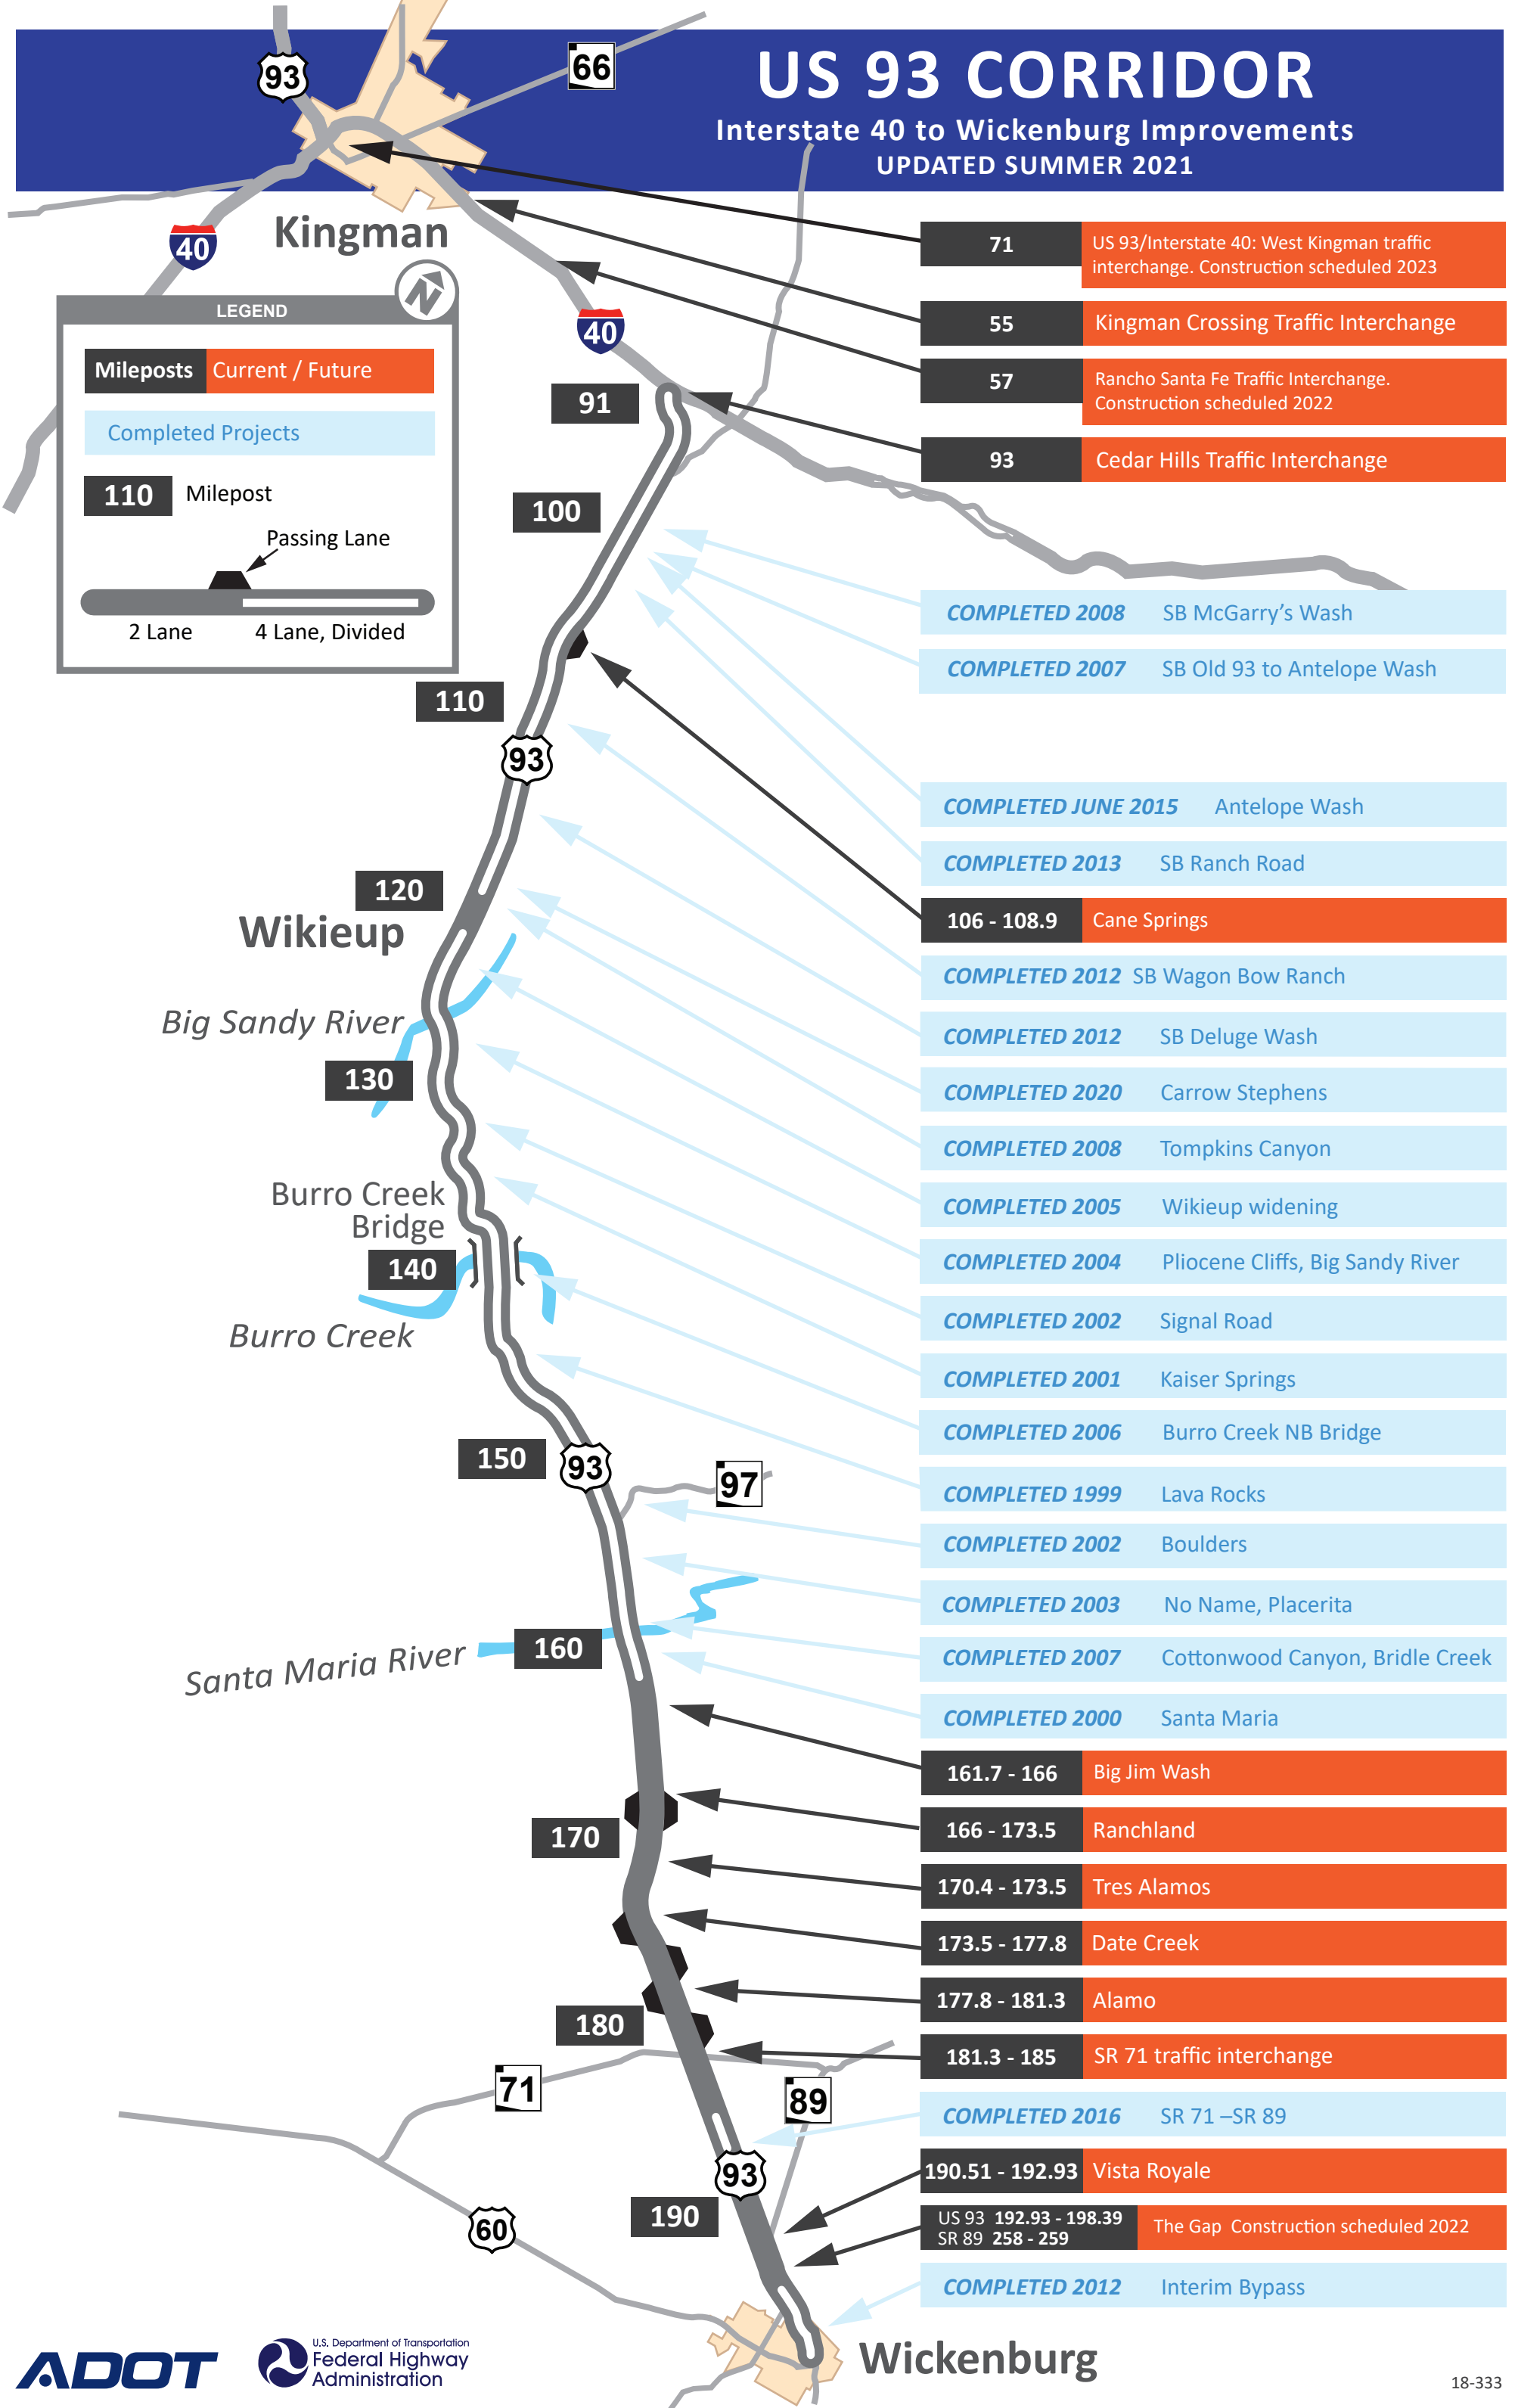 93
66
US 93 CORRIDOR
Interstate 40 to Wickenburg Improvements
UPDATED SUMMER 2021
Kingman
40
40
LEGEND
N
Mileposts Current / Future
Completed Projects
110 Milepost
Passing Lane
2 Lane 4 Lane, Divided
71 US 93/Interstate 40: West Kingman traffic
interchange. Construction scheduled 2023
55 Kingman Crossing Traffic Interchange
57 Rancho Santa Fe Traffic Interchange.
Construction scheduled 2022
93 Cedar Hills Traffic Interchange
91
100
110
93
120
Wikieup
Big Sandy River
130
Burro Creek
Bridge
140
Burro Creek
150
93
97
Santa Maria River
160
170
180
71
89
93
190
60
COMPLETED 2008 SB McGarry’s Wash
COMPLETED 2007 SB Old 93 to Antelope Wash
COMPLETED JUNE 2015 Antelope Wash
COMPLETED 2013 SB Ranch Road
106 - 108.9 Cane Springs
COMPLETED 2012 SB Wagon Bow Ranch
COMPLETED 2012 SB Deluge Wash
COMPLETED 2020 Carrow Stephens
COMPLETED 2008 Tompkins Canyon
COMPLETED 2005 Wikieup widening
COMPLETED 2004 Pliocene Cliffs, Big Sandy River
COMPLETED 2002 Signal Road
COMPLETED 2001 Kaiser Springs
COMPLETED 2006 Burro Creek NB Bridge
COMPLETED 1999 Lava Rocks
COMPLETED 2002 Boulders
COMPLETED 2003 No Name, Placerita
COMPLETED 2007 Cottonwood Canyon, Bridle Creek
COMPLETED 2000 Santa Maria
161.7 - 166 Big Jim Wash
166 - 173.5 Ranchland
170.4 - 173.5 Tres Alamos
173.5 - 177.8 Date Creek
177.8 - 181.3 Alamo
181.3 - 185 SR 71 traffic interchange
COMPLETED 2016 SR 71 –SR 89
190.51 - 192.93 Vista Royale
US 93 192.93 - 198.39
SR 89 258 - 259
The Gap Construction scheduled 2022
COMPLETED 2012 Interim Bypass
Wickenburg
ADOT
U.S. Department of Transportation
Federal Highway
Administration
18-333